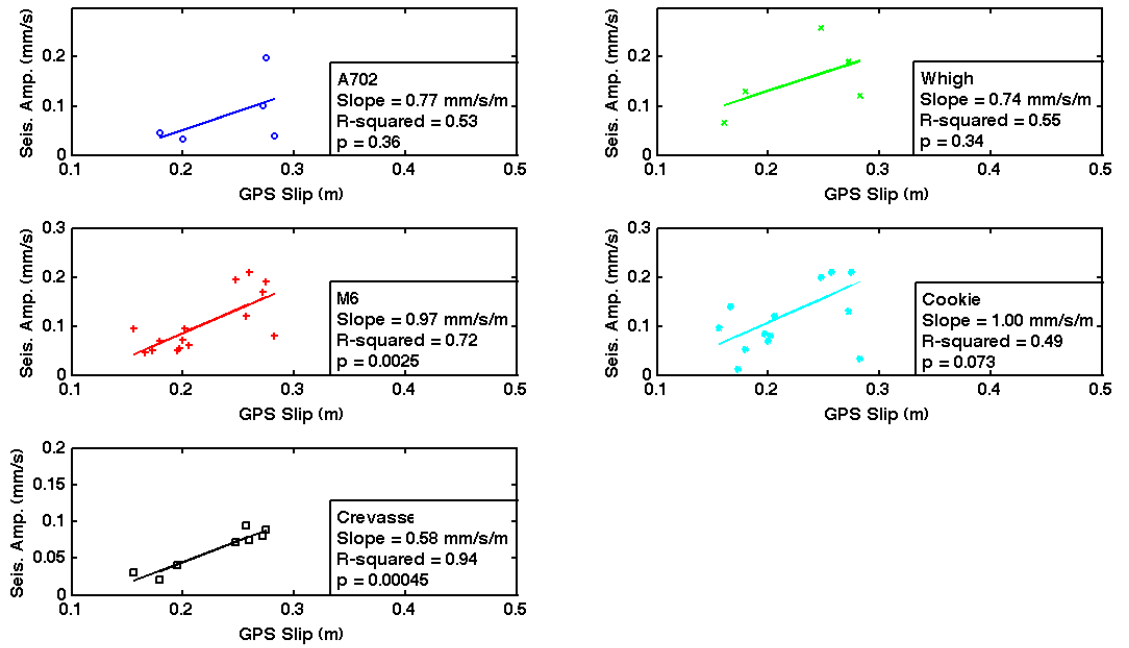 Seis. Amp. (mm/s)
0.2
0.1
0
A702
Slope = 0.77 mm/s/m
R-squared = 0.53
p = 0.36
0.1 0.2 0.3 0.4 0.5
GPS Slip (m)
Seis. Amp. (mm/s)
0.2
0.1
0
Whigh
Slope = 0.74 mm/s/m
R-squared = 0.55
p = 0.34
0.1 0.2 0.3 0.4 0.5
GPS Slip (m)
Seis. Amp. (mm/s)
0.3
0.2
0.1
0
M6
Slope = 0.97 mm/s/m
R-squared = 0.72
p = 0.0025
0.1 0.2 0.3 0.4 0.5
GPS Slip (m)
Seis. Amp. (mm/s)
0.3
0.2
0.1
0
Cookie
Slope = 1.00 mm/s/m
R-squared = 0.49
p = 0.073
0.1 0.2 0.3 0.4 0.5
GPS Slip (m)
Seis. Amp. (mm/s)
0.2
0.15
0.1
0.05
0
Crevasse
Slope = 0.58 mm/s/m
R-squared = 0.94
p = 0.00045
0.1 0.2 0.3 0.4 0.5
GPS Slip (m)